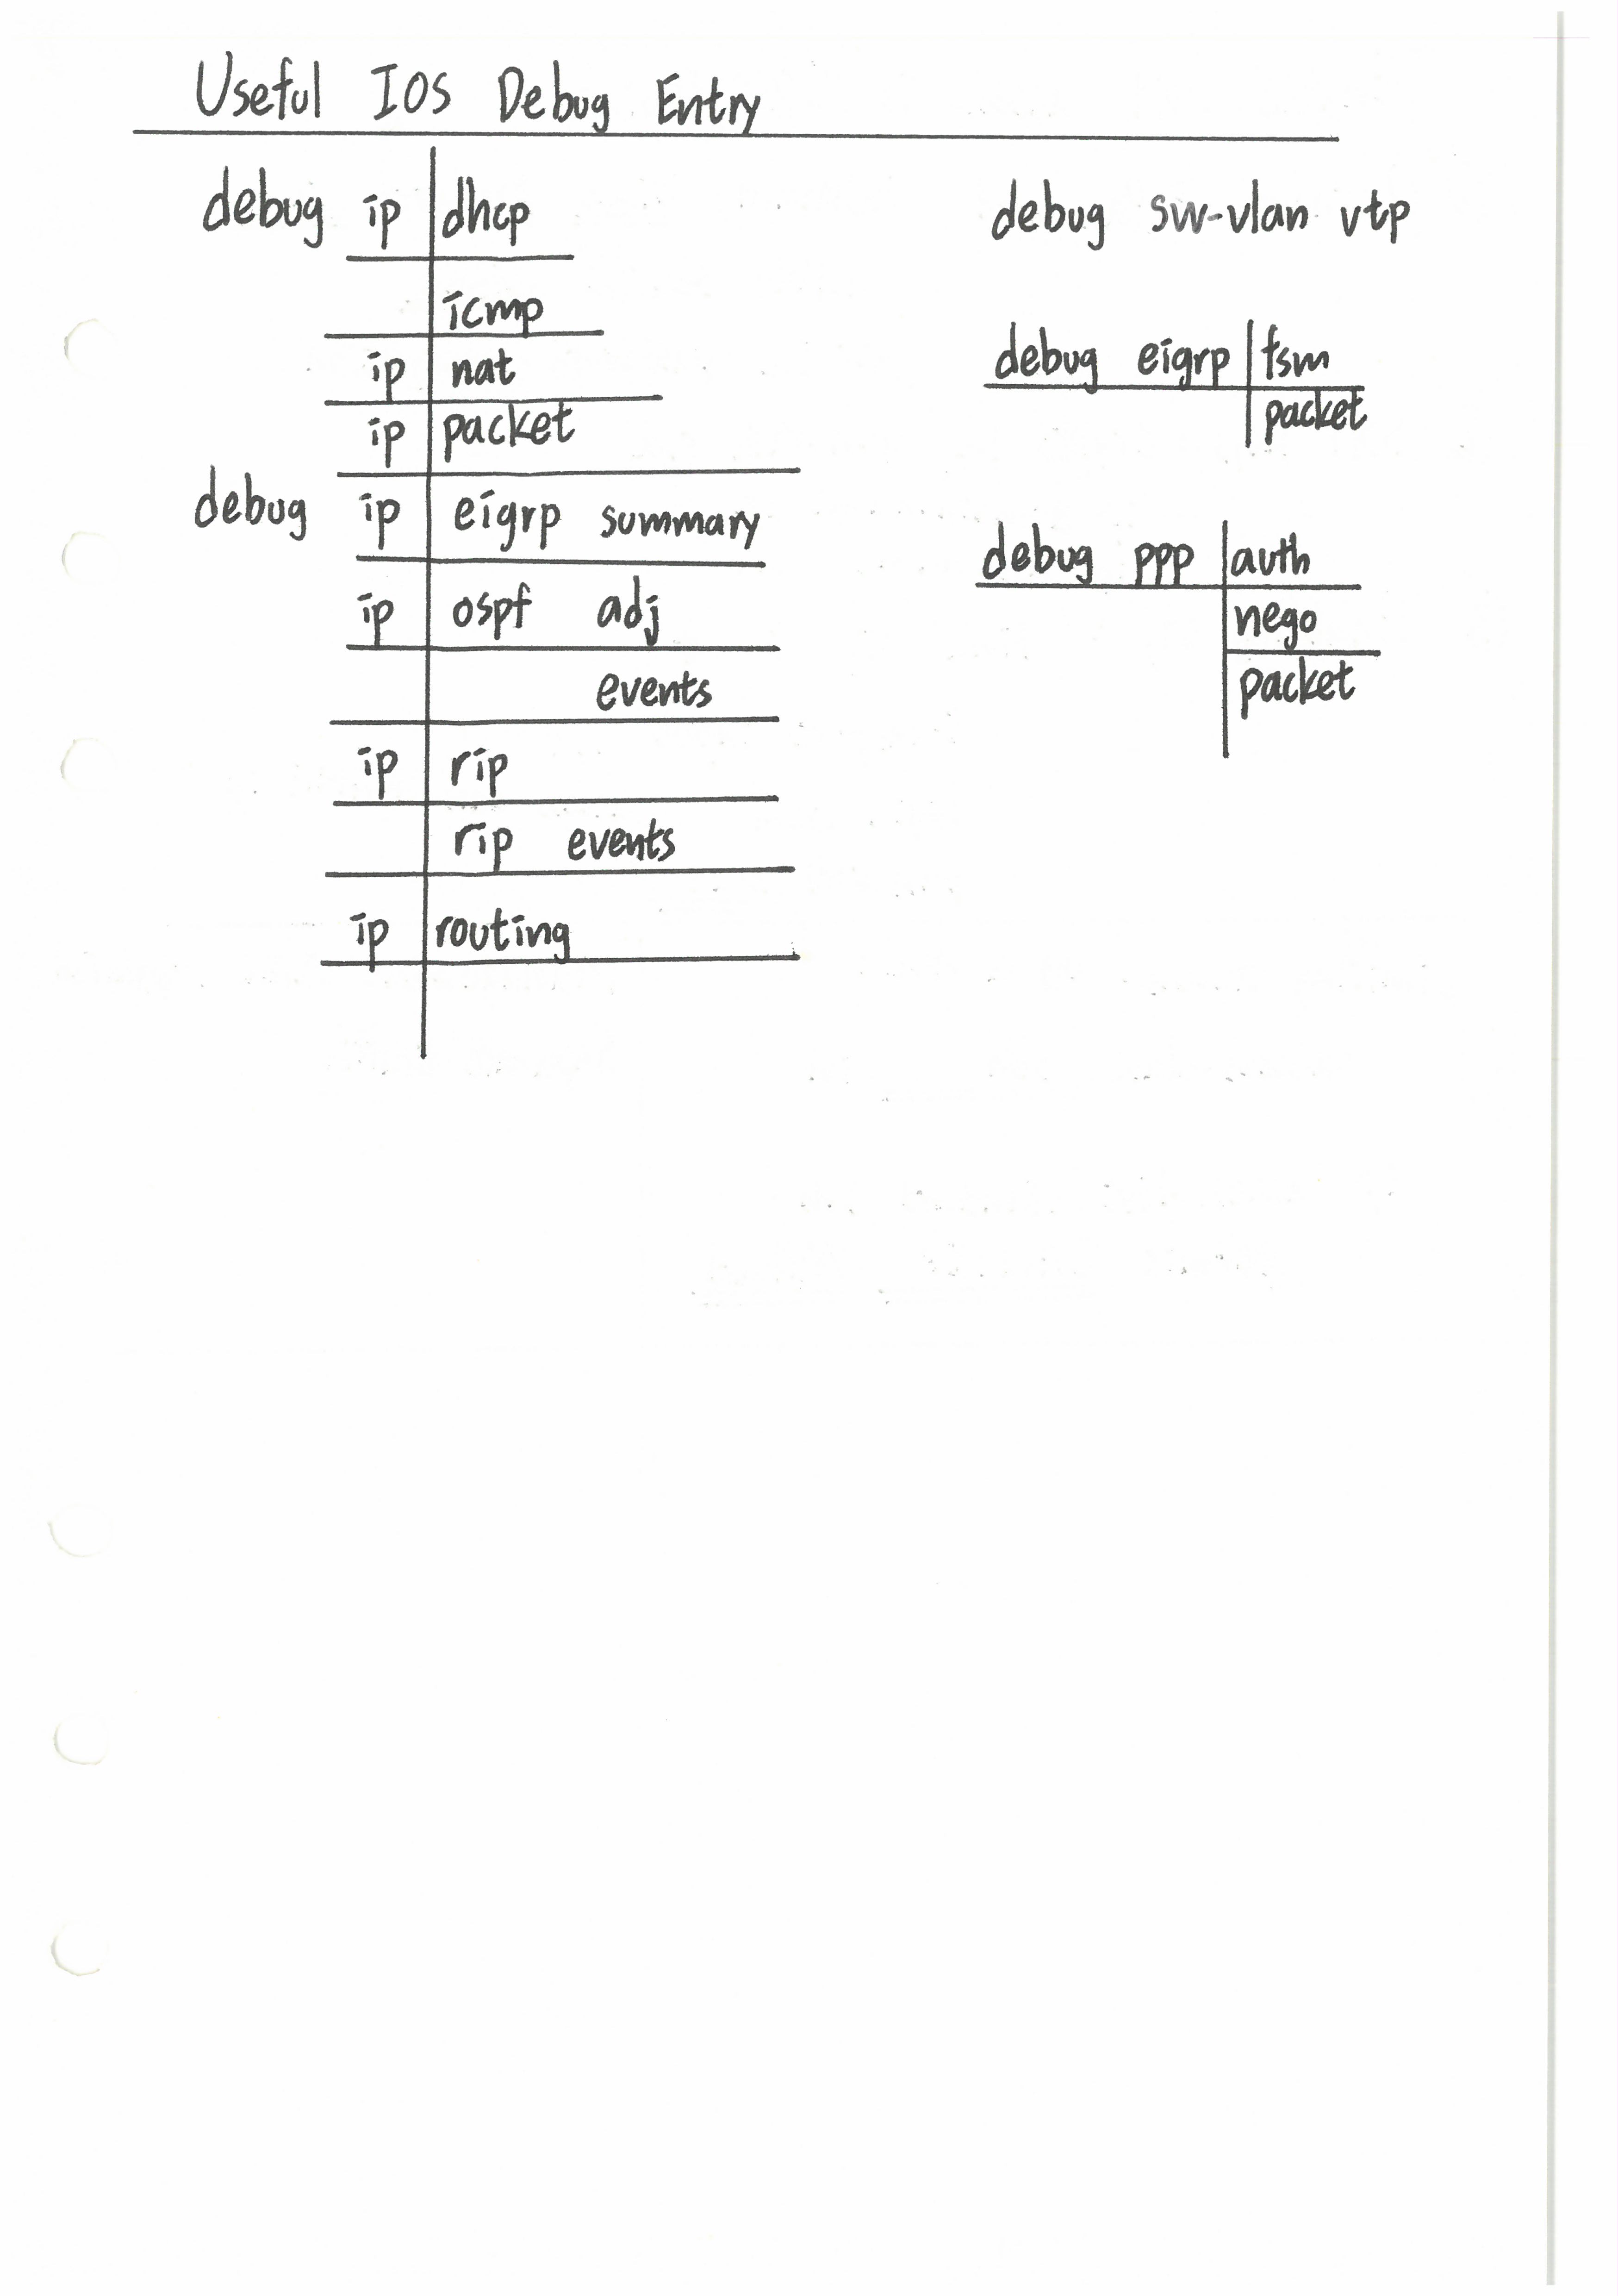 Useful IOS Debug Entry
debug ip dhcp
icmp
ip nat
ip packet
debug ip eigrp summary
ip ospf adj
events
ip rip
rip events
ip routing
debug sw-vlan vtp
debug eigrp fsm
packet
debug ppp auth
nego
packet